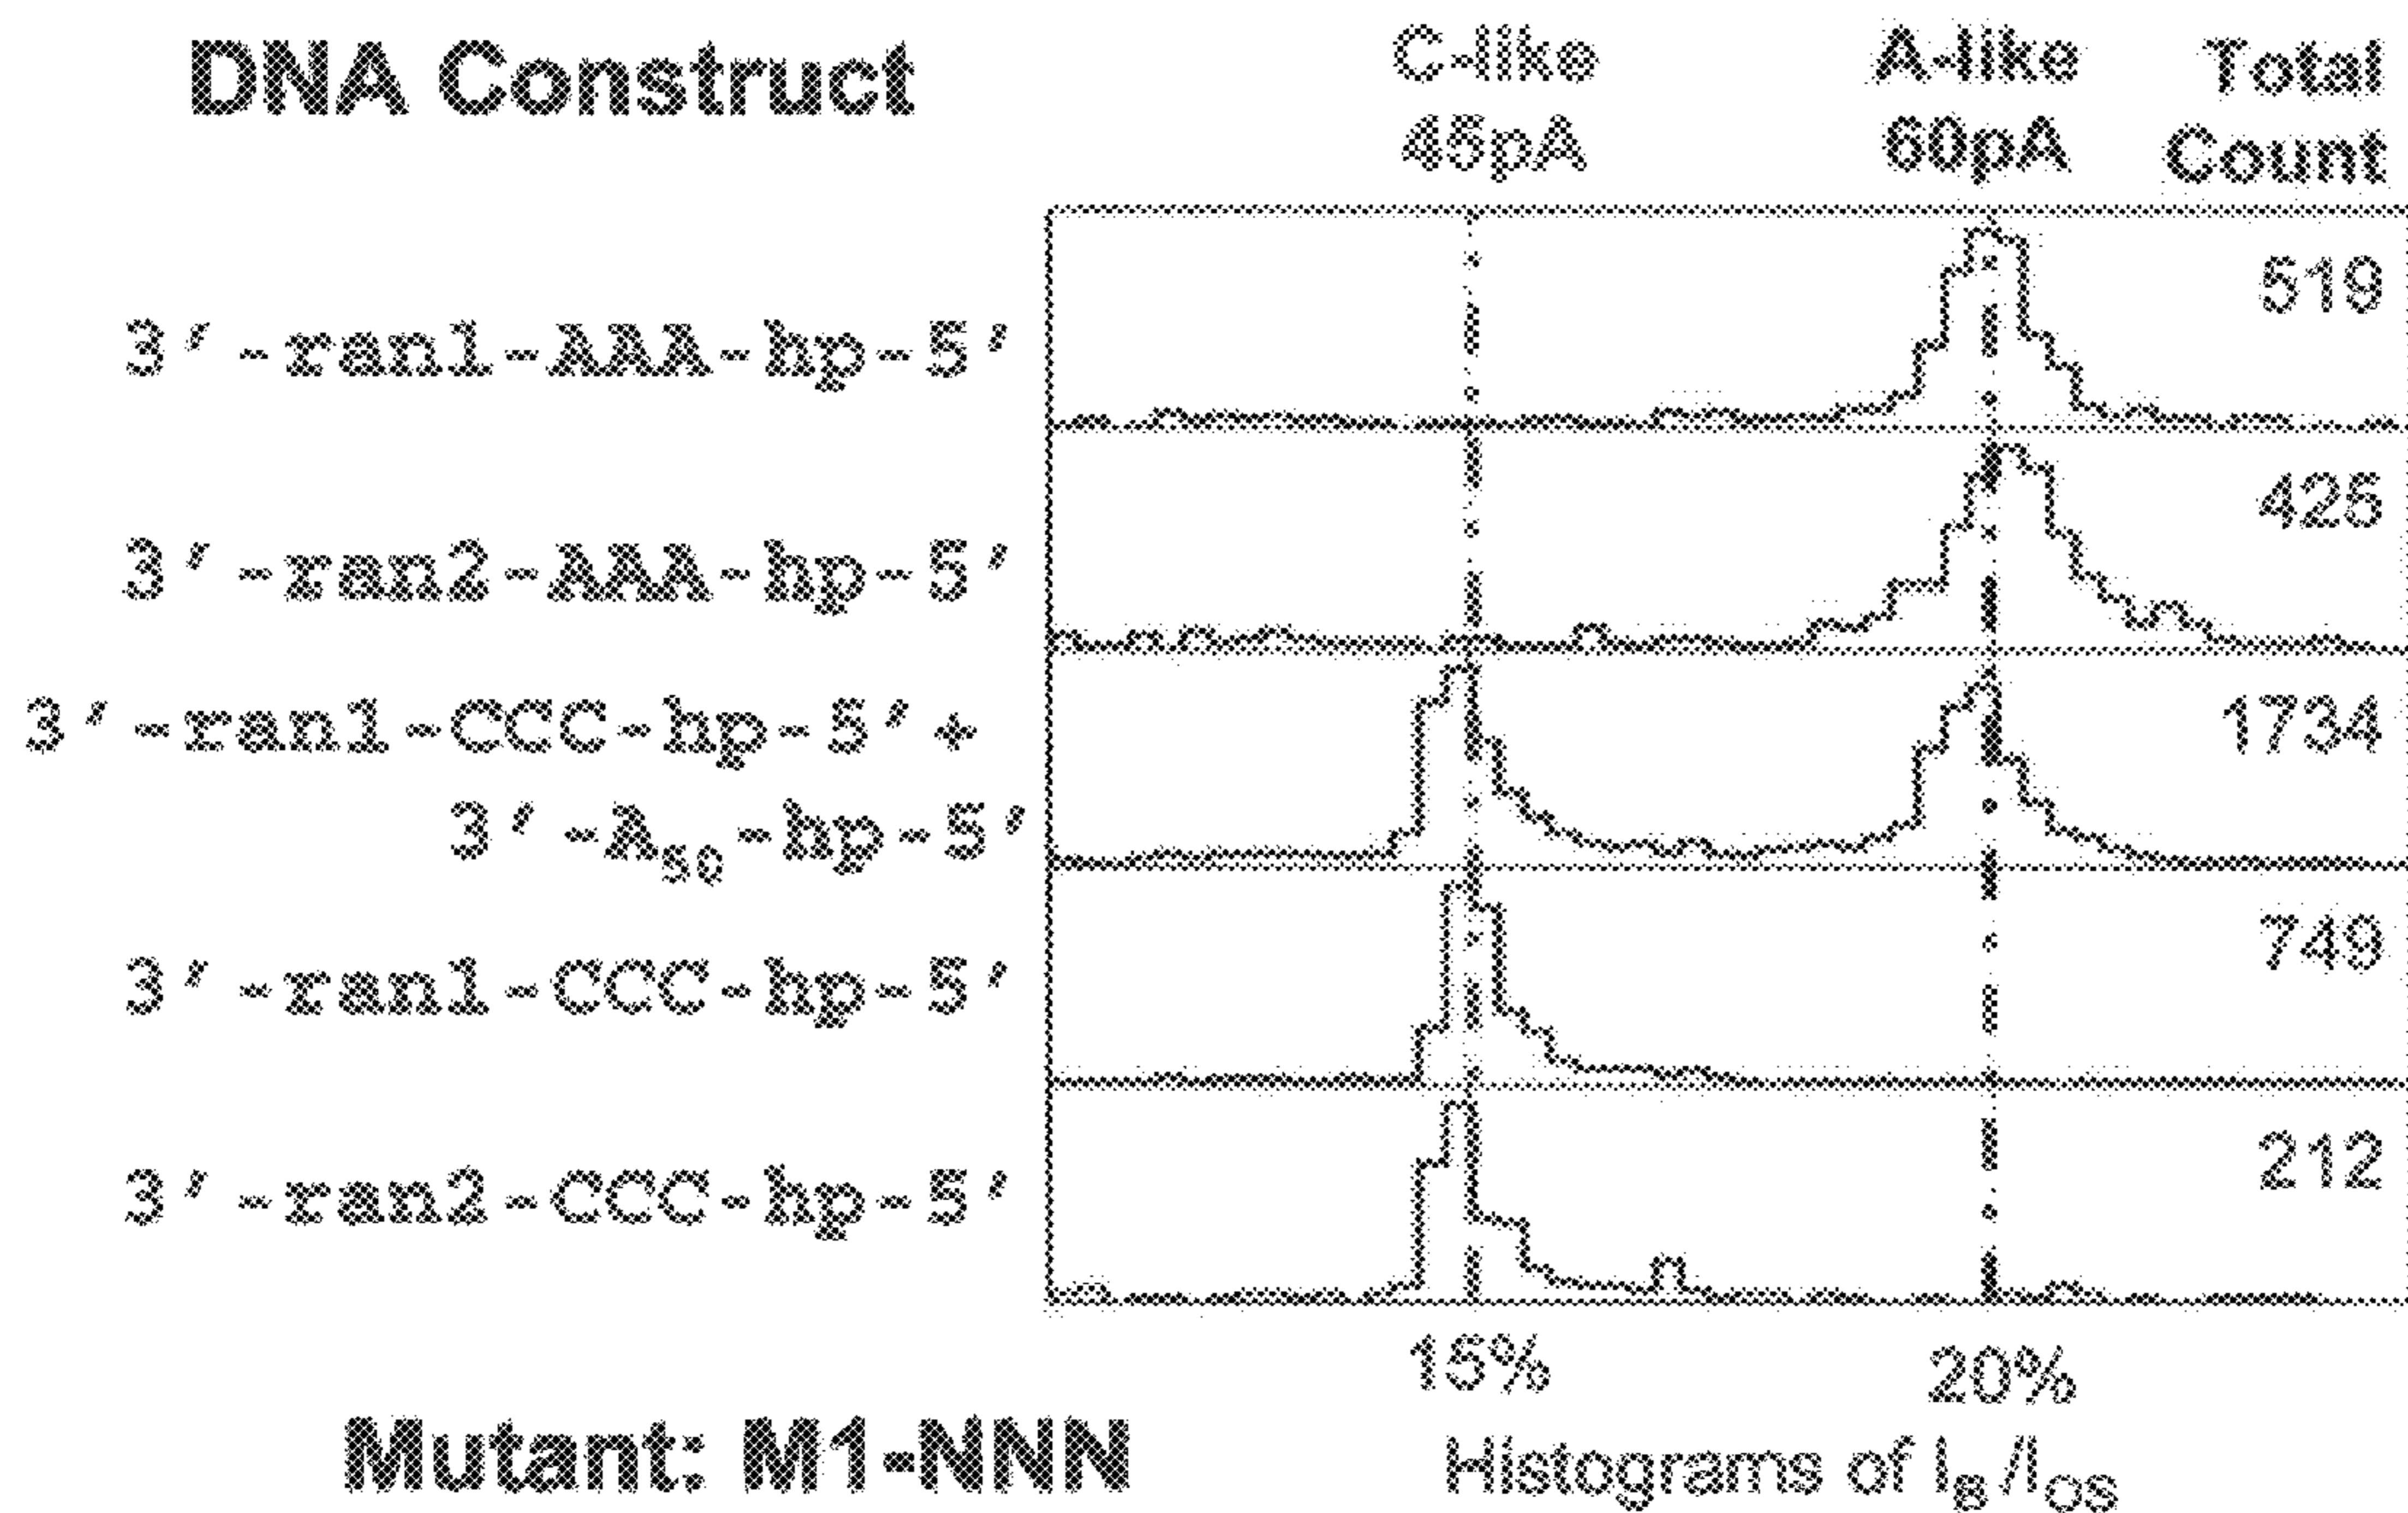 DNA Construct
C-like
45pA
A-like
60pA
Total
Count
3′-ran1-AAA-hp-5′
519
3′-ran2-AAA-hp-5′
425
3′-ran1-CCC-hp-5′+
3′-A50-hp-5′
1734
3′-ran1-CCC-hp-5′
749
3′-ran2-CCC-hp-5′
212
15%
20%
Mutant: M1-NNN
Histograms of IB/IOS